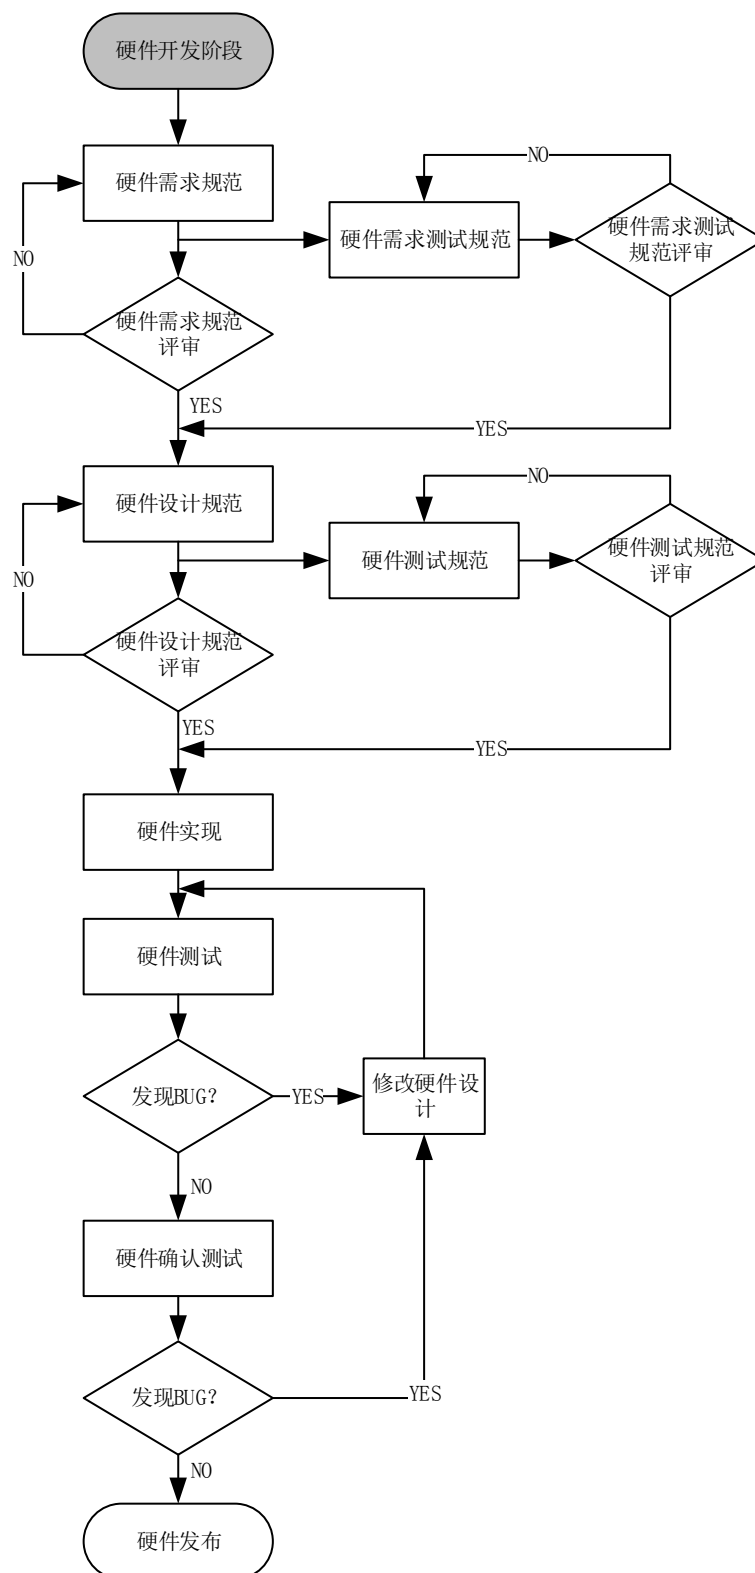 硬件开发阶段
硬件需求规范
NO
硬件需求测试规范
硬件需求测试
规范评审
NO
硬件需求规范
评审
YES
YES
硬件设计规范
NO
硬件测试规范
硬件测试规范
评审
NO
硬件设计规范
评审
YES
YES
硬件实现
硬件测试
发现BUG?
YES
修改硬件设
计
NO
硬件确认测试
发现BUG?
YES
NO
硬件发布